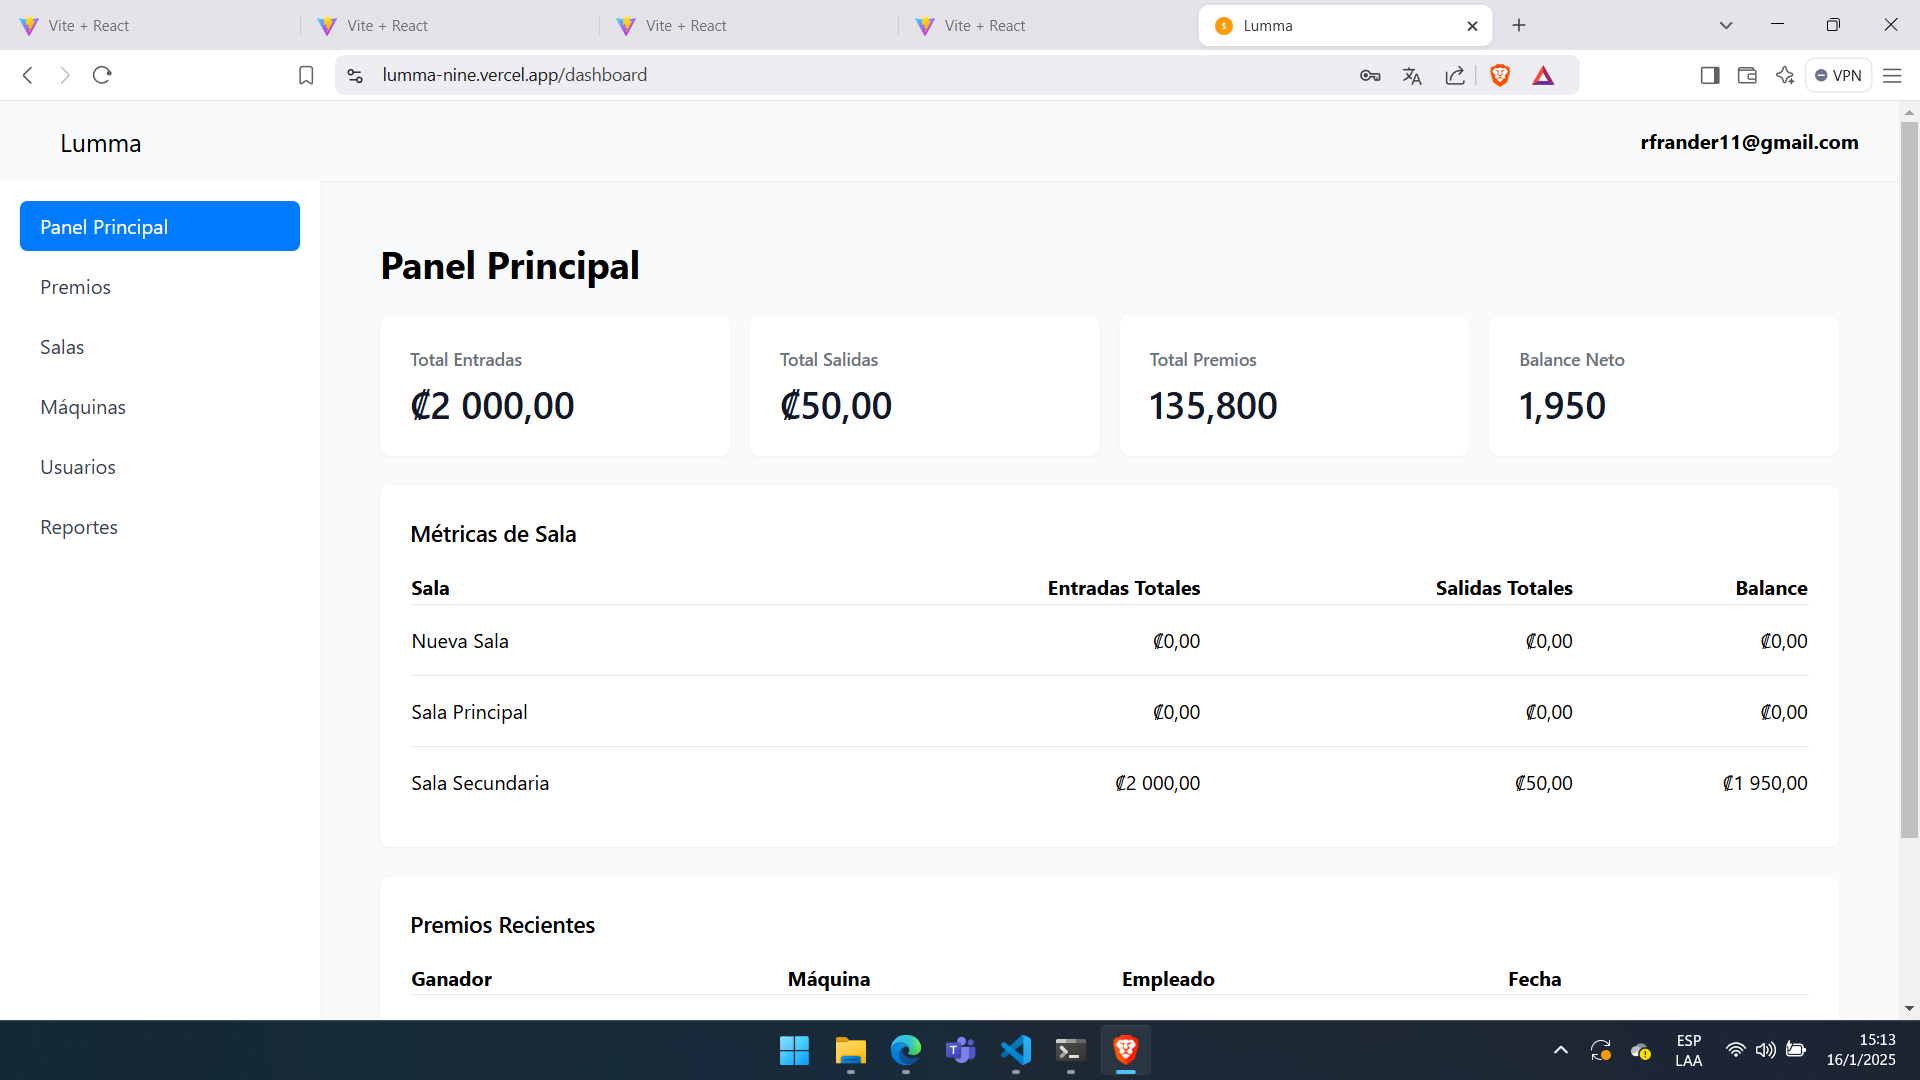 Vite + React
Vite + React
Vite + React
Vite + React
Lumma
lumma-nine.vercel.app/dashboard
VPN
Lumma
rfrander11@gmail.com
Panel Principal
Premios
Salas
Máquinas
Usuarios
Reportes
Panel Principal
Total Entradas
₡2 000,00
Total Salidas
₡50,00
Total Premios
135,800
Balance Neto
1,950
Métricas de Sala
Sala Entradas Totales Salidas Totales Balance
Nueva Sala ₡0,00 ₡0,00 ₡0,00
Sala Principal ₡0,00 ₡0,00 ₡0,00
Sala Secundaria ₡2 000,00 ₡50,00 ₡1 950,00
Premios Recientes
Ganador Máquina Empleado Fecha
ESP
LAA
15:13
16/1/2025